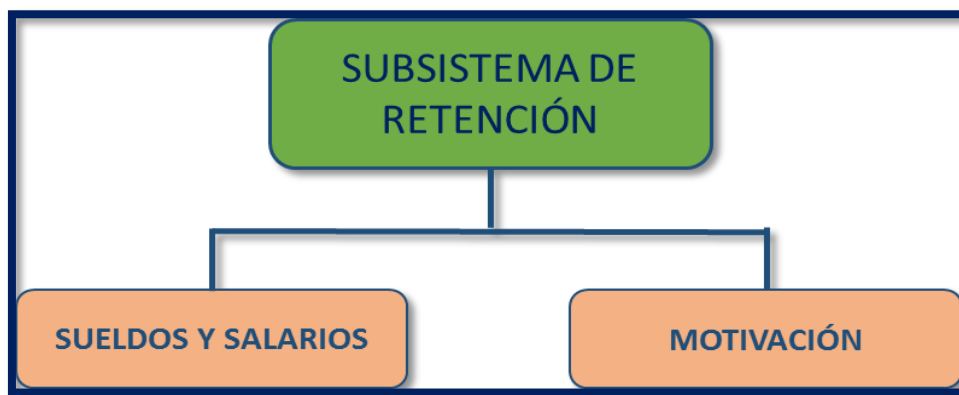 SUBSISTEMA DE
RETENCIÓN
SUELDOS Y SALARIOS
MOTIVACIÓN